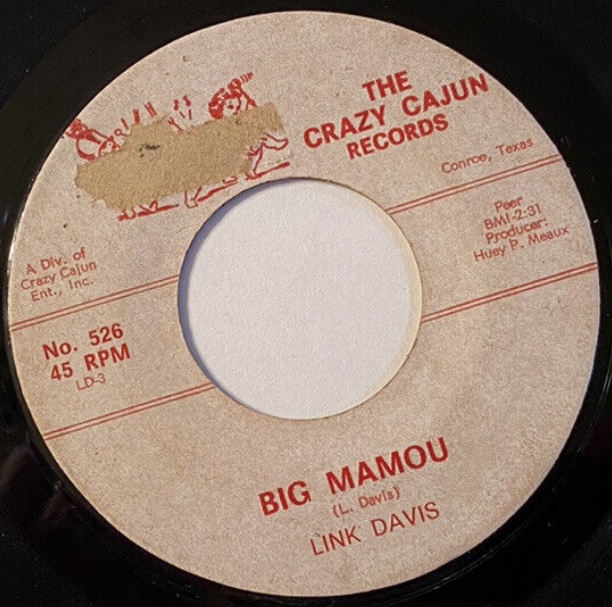 THE
CRAZY CAJUN
RECORDS
Conroe, Texas
Peer
BMI-2:31
Producer:
Huey P. Meaux
A Div. of
Crazy Cajun
Ent., Inc.
No. 526
45 RPM
LD-3
BIG MAMOU
(L. Davis)
LINK DAVIS